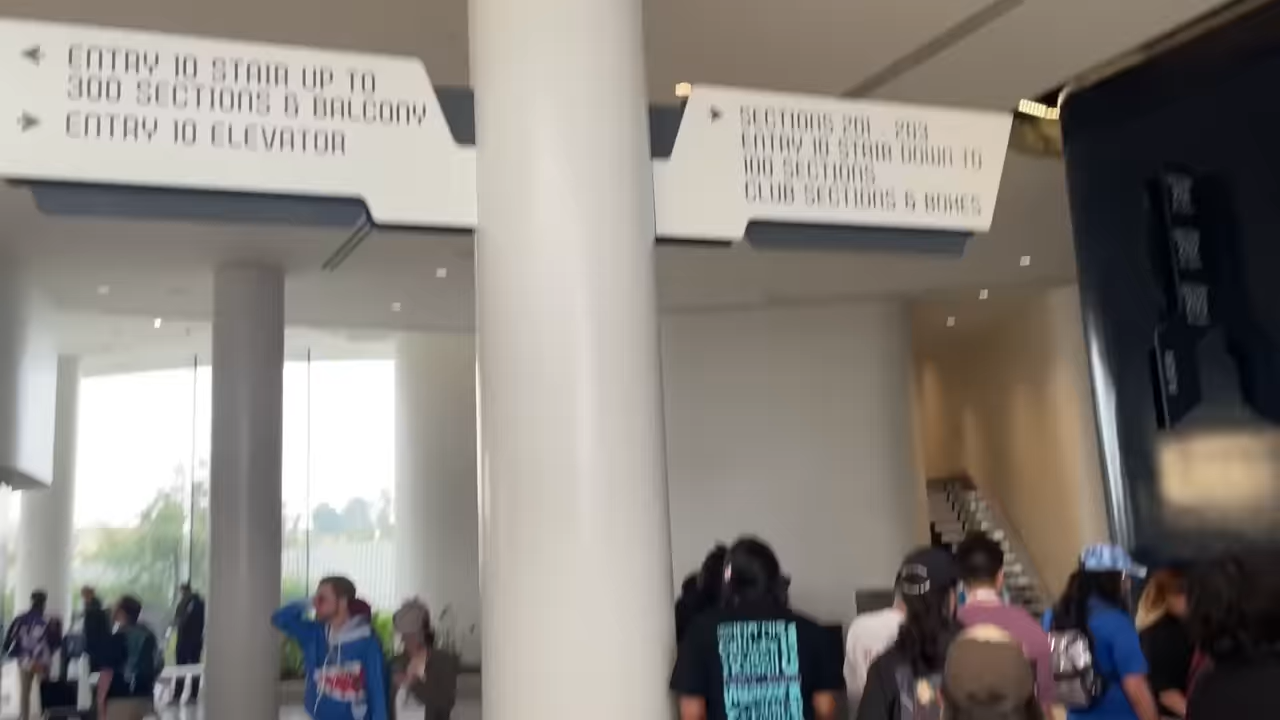 ENTRY 10 STAIR UP TO
300 SECTIONS & BALCONY
ENTRY 10 ELEVATOR
SECTIONS 201 - 203
ENTRY 10 STAIR DOWN TO
100 SECTIONS
CLUB SECTIONS & BOXES